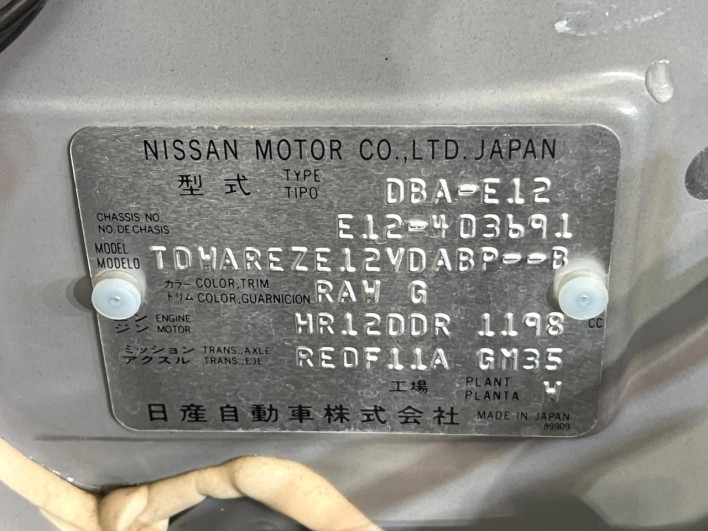 NISSAN MOTOR CO.,LTD. JAPAN
型式 TYPE TIPO DBA-E12
CHASSIS NO. NO. DE CHASIS E12-403691
MODEL MODELO TDWAREZE12VDABP--B
カラー COLOR,TRIM トリム COLOR,GUARNICION RAW G
ン ENGINE ジン MOTOR HR12DDR 1198 CC
ミッション TRANS.,AXLE アクスル TRANS.,EJE RE0F11A GM35
工場 PLANT PLANTA W
日産自動車株式会社 MADE IN JAPAN
89909